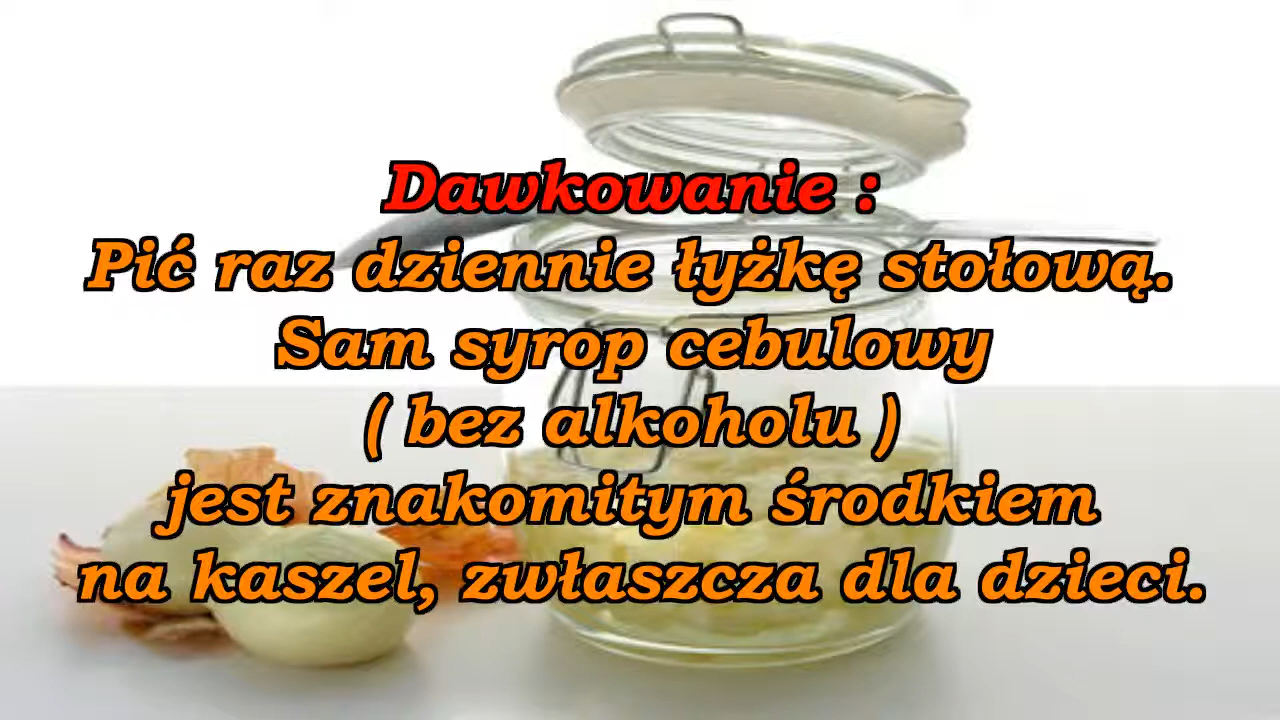 Dawkowanie :
Pić raz dziennie łyżkę stołową.
Sam syrop cebulowy
( bez alkoholu )
jest znakomitym środkiem
na kaszel, zwłaszcza dla dzieci.